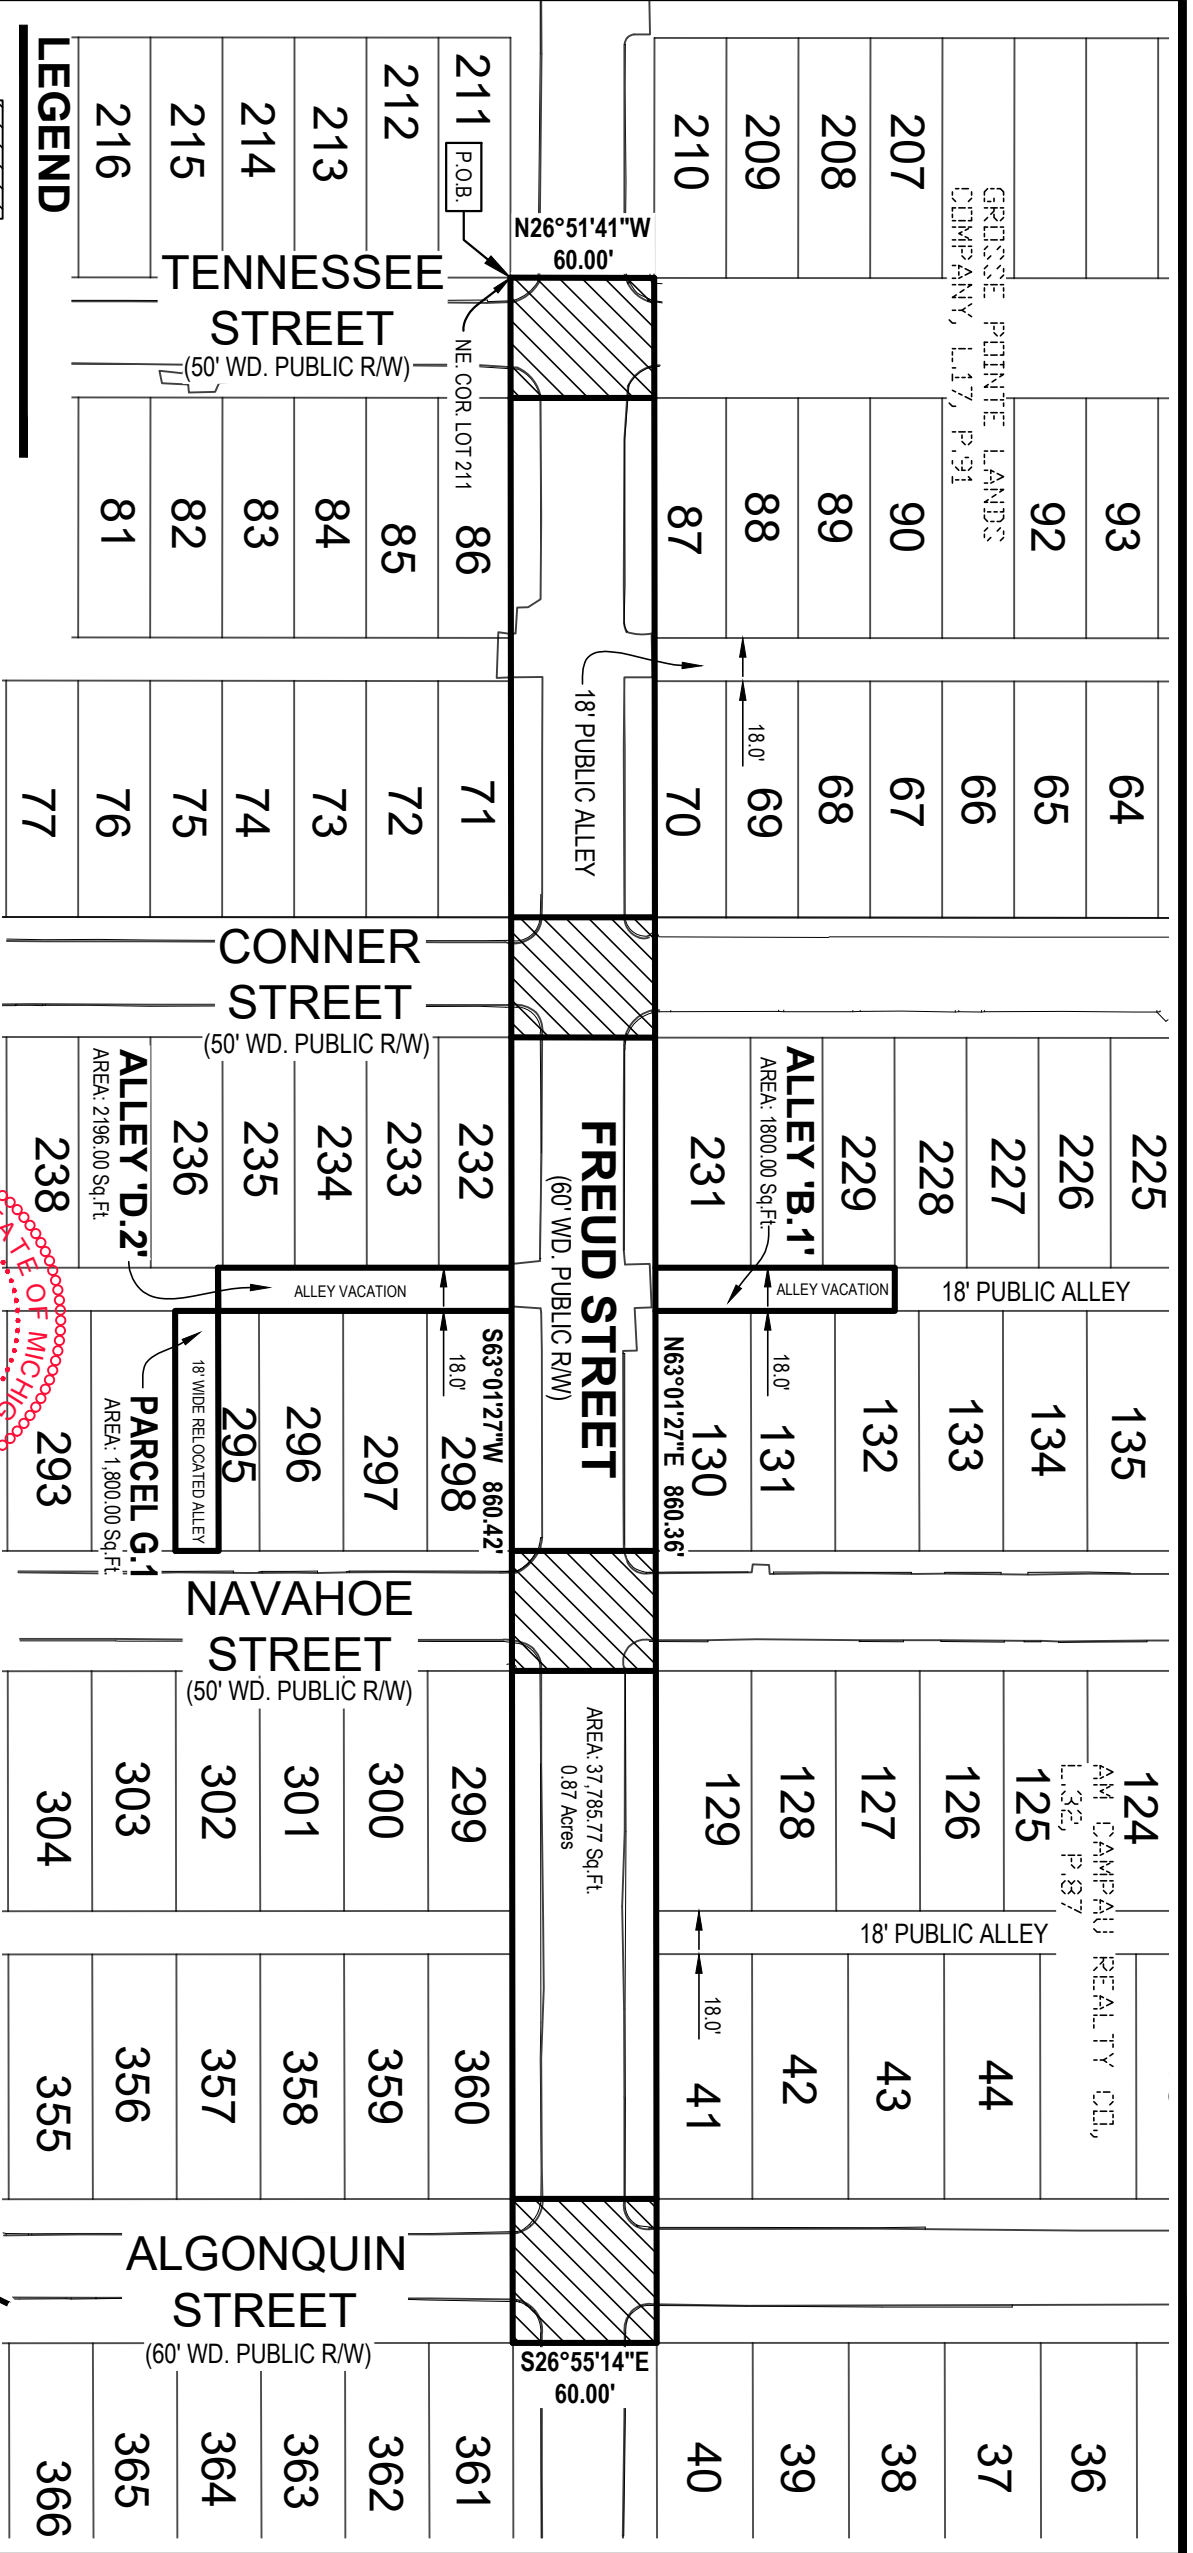 LEGEND
216
215
214
213
212
211
P.O.B.
N26°51'41"W
60.00'
210
209
208
207
GROSSE POINTE LANDS
COMPANY, L.17, P.91
TENNESSEE
STREET
(50' WD. PUBLIC R/W)
NE. COR. LOT 211
81
82
83
84
85
86
87
88
89
90
92
93
18' PUBLIC ALLEY
18.0'
77
76
75
74
73
72
71
70
69
68
67
66
65
64
CONNER
STREET
(50' WD. PUBLIC R/W)
238
ALLEY 'D.2'
AREA: 2196.00 Sq.Ft.
236
235
234
233
232
FREUD STREET
(60' WD. PUBLIC R/W)
231
ALLEY 'B.1'
AREA: 1800.00 Sq.Ft.
229
228
227
226
225
ALLEY VACATION
18.0'
ALLEY VACATION
18.0'
18' PUBLIC ALLEY
ATE OF MICHIG
293
PARCEL G.1
AREA: 1,800.00 Sq.Ft.
18' WIDE RELOCATED ALLEY
295
296
297
298
S63°01'27"W 860.42'
N63°01'27"E 860.36'
130
131
132
133
134
135
NAVAHOE
STREET
(50' WD. PUBLIC R/W)
304
303
302
301
300
299
AREA: 37,785.77 Sq.Ft.
0.87 Acres
129
128
127
126
125
124
AM CAMPAU REALTY CO.,
L.32, P.87
18' PUBLIC ALLEY
18.0'
355
356
357
358
359
360
41
42
43
44
ALGONQUIN
STREET
(60' WD. PUBLIC R/W)
S26°55'14"E
60.00'
366
365
364
363
362
361
40
39
38
37
36